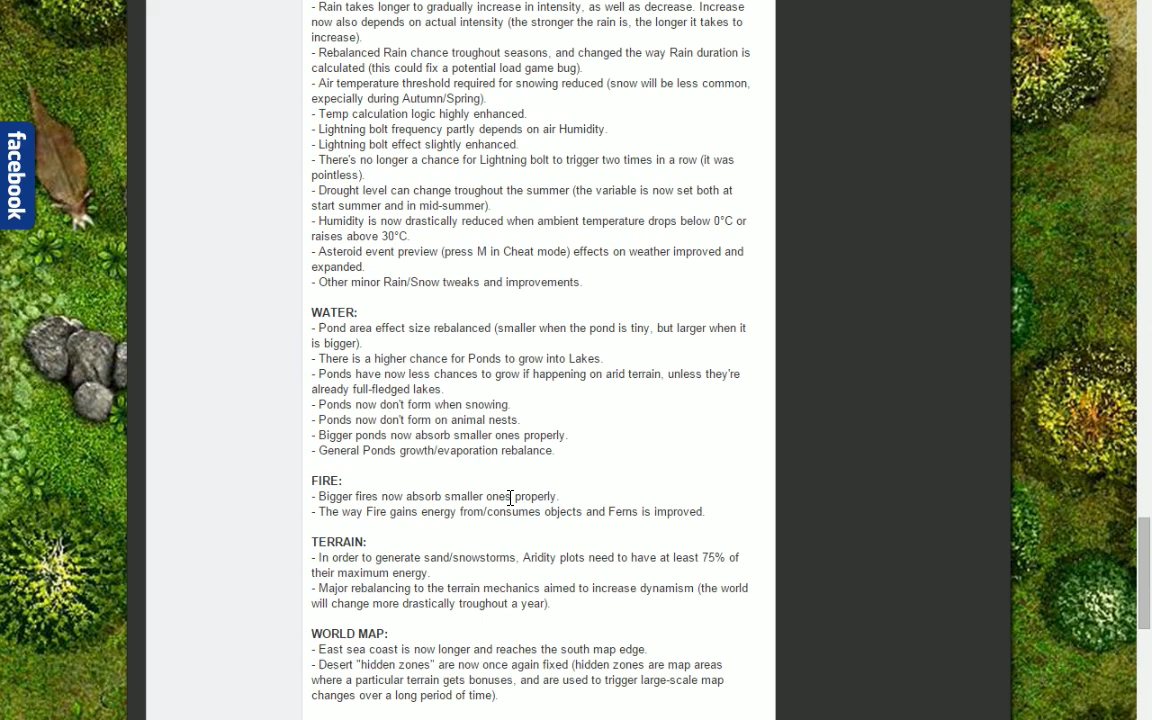 - Rain takes longer to gradually increase in intensity, as well as decrease. Increase
now also depends on actual intensity (the stronger the rain is, the longer it takes to
increase).
- Rebalanced Rain chance troughout seasons, and changed the way Rain duration is
calculated (this could fix a potential load game bug).
- Air temperature threshold required for snowing reduced (snow will be less common,
expecially during Autumn/Spring).
- Temp calculation logic highly enhanced.
- Lightning bolt frequency partly depends on air Humidity.
- Lightning bolt effect slightly enhanced.
- There's no longer a chance for Lightning bolt to trigger two times in a row (it was
pointless).
- Drought level can change troughout the summer (the variable is now set both at
start summer and in mid-summer).
- Humidity is now drastically reduced when ambient temperature drops below 0°C or
raises above 30°C.
- Asteroid event preview (press M in Cheat mode) effects on weather improved and
expanded.
- Other minor Rain/Snow tweaks and improvements.
WATER:
- Pond area effect size rebalanced (smaller when the pond is tiny, but larger when it
is bigger).
- There is a higher chance for Ponds to grow into Lakes.
- Ponds have now less chances to grow if happening on arid terrain, unless they're
already full-fledged lakes.
- Ponds now don't form when snowing.
- Ponds now don't form on animal nests.
- Bigger ponds now absorb smaller ones properly.
- General Ponds growth/evaporation rebalance.
FIRE:
- Bigger fires now absorb smaller ones properly.
- The way Fire gains energy from/consumes objects and Ferns is improved.
TERRAIN:
- In order to generate sand/snowstorms, Aridity plots need to have at least 75% of
their maximum energy.
- Major rebalancing to the terrain mechanics aimed to increase dynamism (the world
will change more drastically troughout a year).
WORLD MAP:
- East sea coast is now longer and reaches the south map edge.
- Desert "hidden zones" are now once again fixed (hidden zones are map areas
where a particular terrain gets bonuses, and are used to trigger large-scale map
changes over a long period of time).
facebook